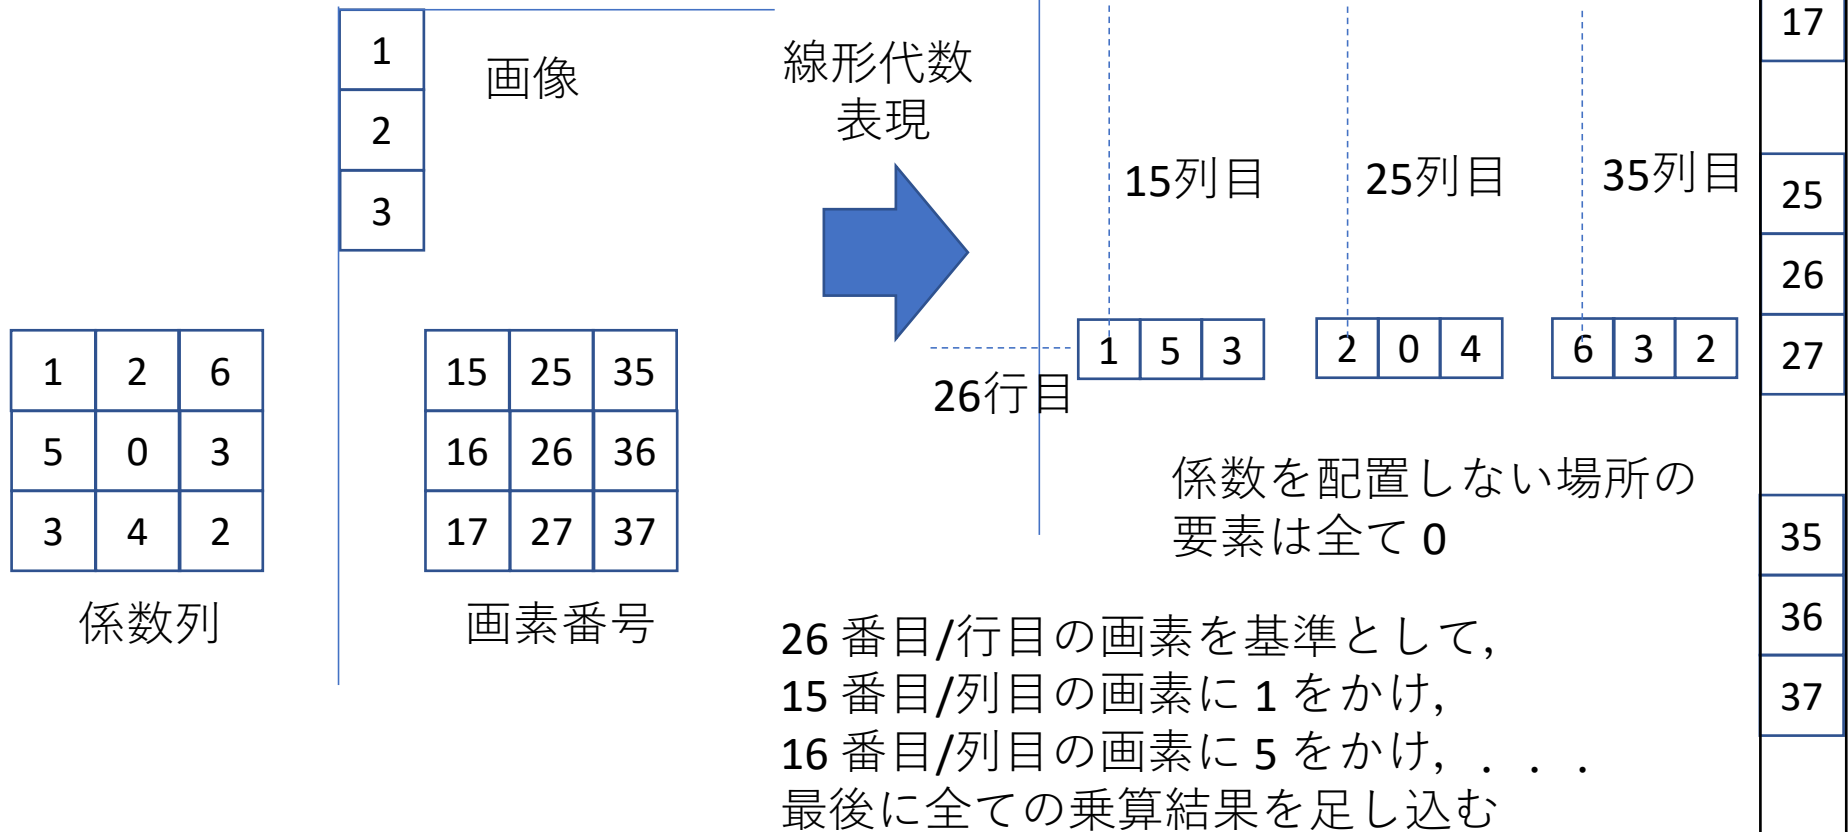 1
2
3
画像
1 2 6
5 0 3
3 4 2
係数列
15 25 35
16 26 36
17 27 37
画素番号
線形代数
表現
15列目
25列目
35列目
26行目
1 5 3
2 0 4
6 3 2
係数を配置しない場所の
要素は全て 0
26 番目/行目の画素を基準として,
15 番目/列目の画素に 1 をかけ,
16 番目/列目の画素に 5 をかけ, ．．．
最後に全ての乗算結果を足し込む
17
25
26
27
35
36
37